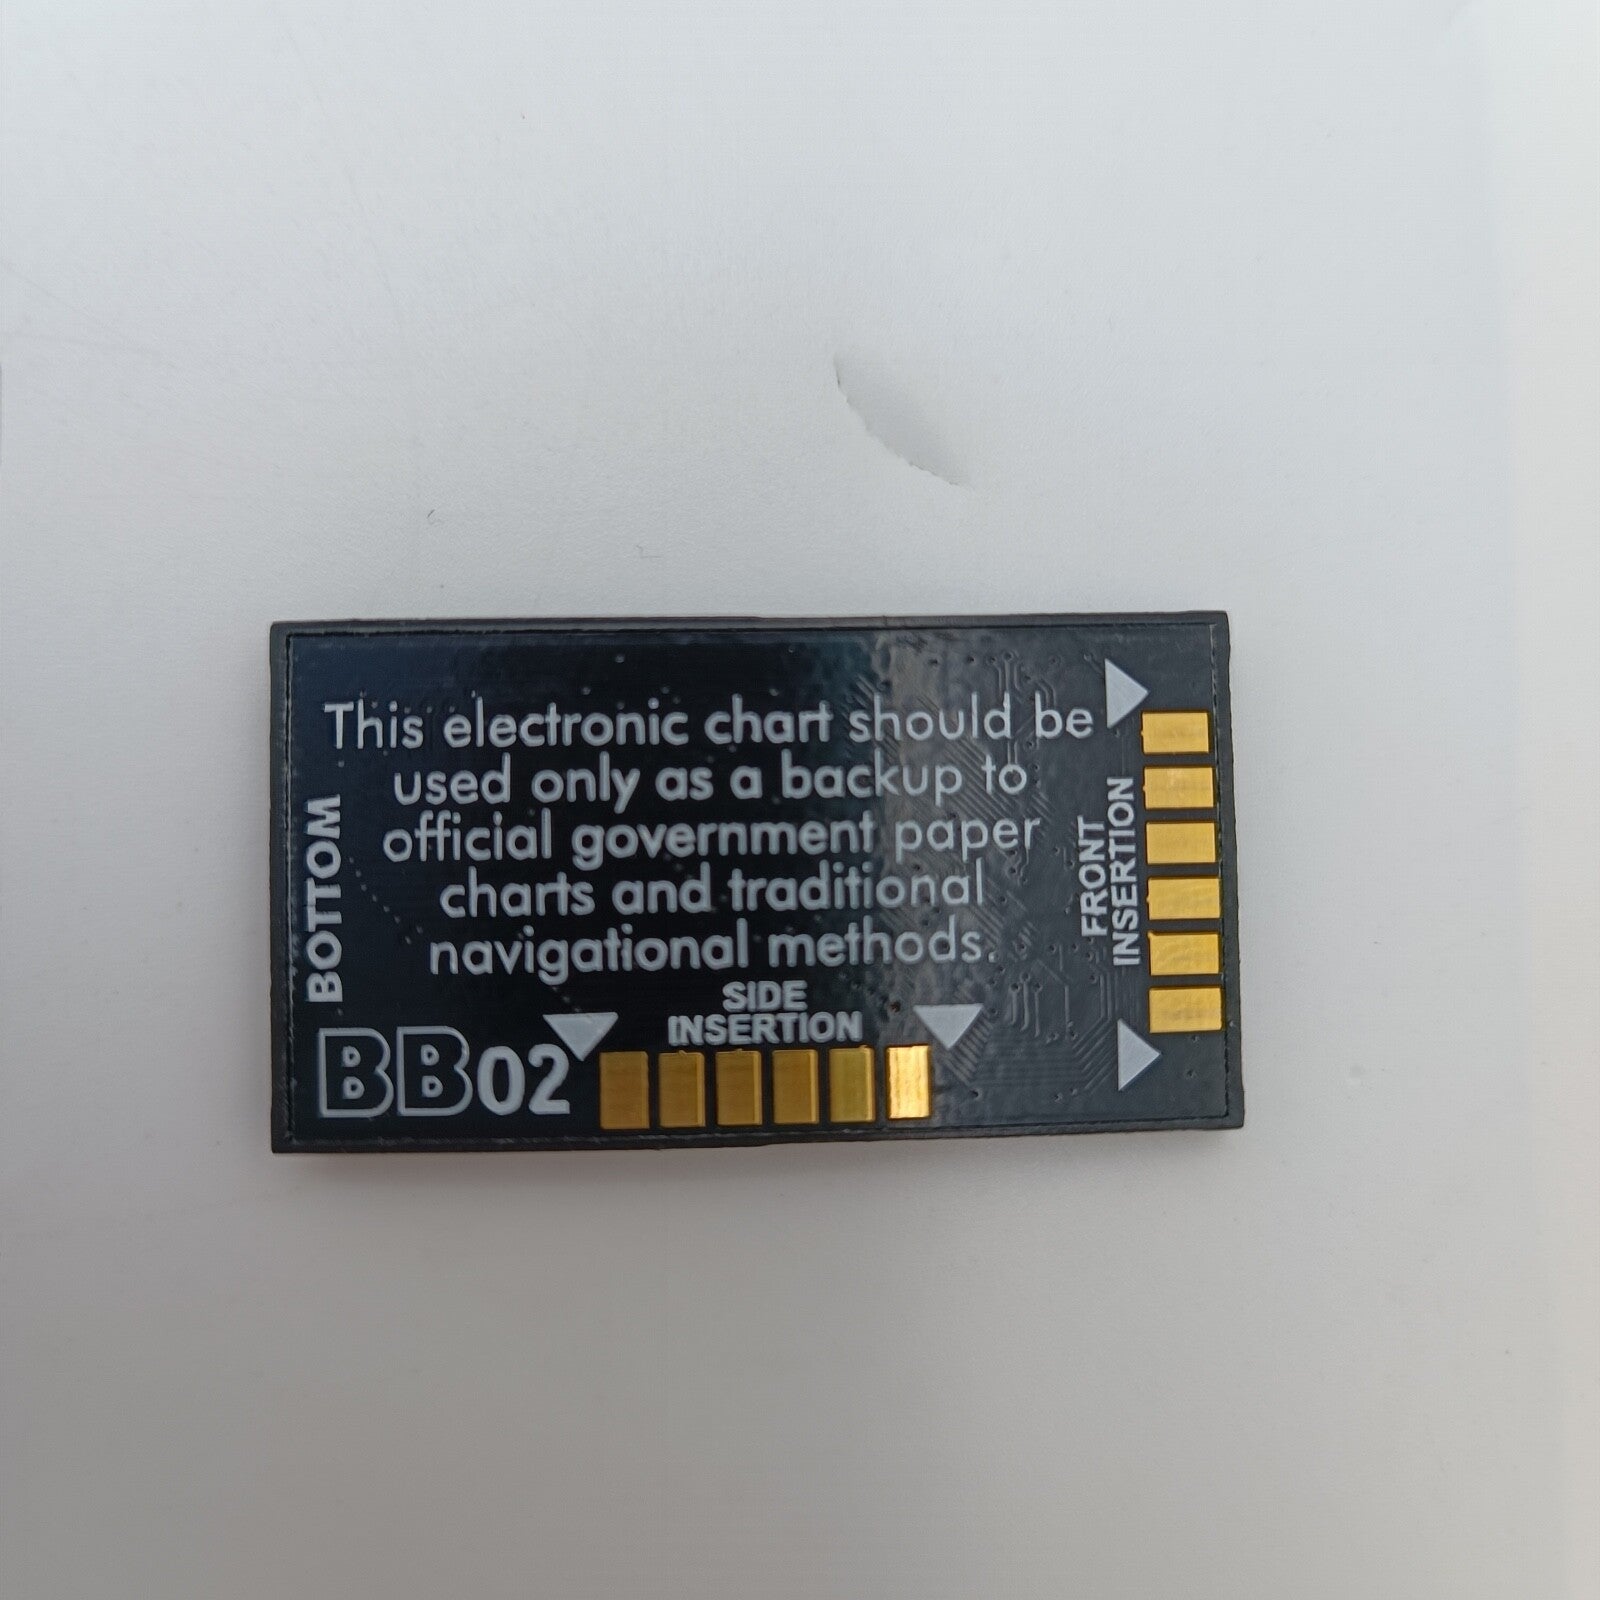 This electronic chart should be
used only as a backup to
official government paper
charts and traditional
navigational methods.
BOTTOM
FRONT
INSERTION
SIDE
INSERTION
BB02